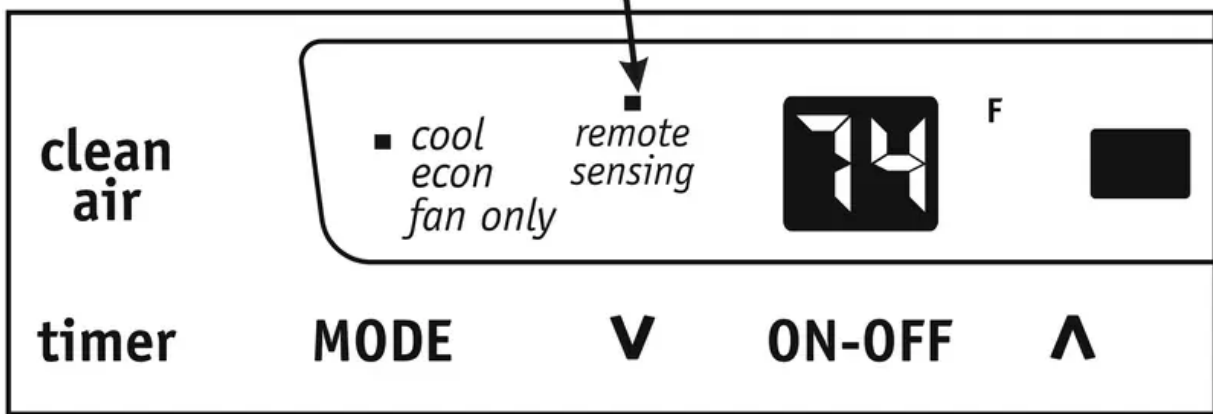 clean
air
cool
econ
fan only
remote
sensing
74
F
timer
MODE
V
ON-OFF
Λ